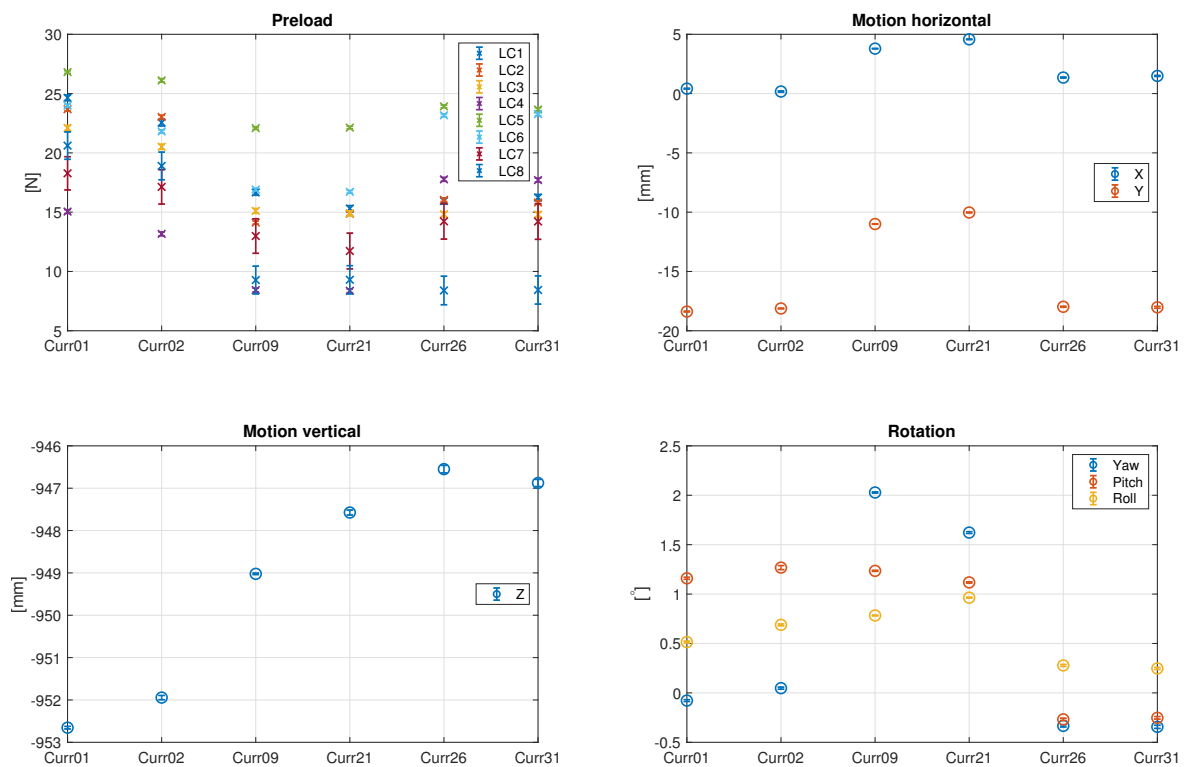 Preload
30
25
20
15
10
5
[N]
LC1
LC2
LC3
LC4
LC5
LC6
LC7
LC8
Curr01 Curr02 Curr09 Curr21 Curr26 Curr31
Motion horizontal
5
0
-5
-10
-15
-20
[mm]
X
Y
Curr01 Curr02 Curr09 Curr21 Curr26 Curr31
Motion vertical
-946
-947
-948
-949
-950
-951
-952
-953
[mm]
Z
Curr01 Curr02 Curr09 Curr21 Curr26 Curr31
Rotation
2.5
2
1.5
1
0.5
0
-0.5
[°]
Yaw
Pitch
Roll
Curr01 Curr02 Curr09 Curr21 Curr26 Curr31